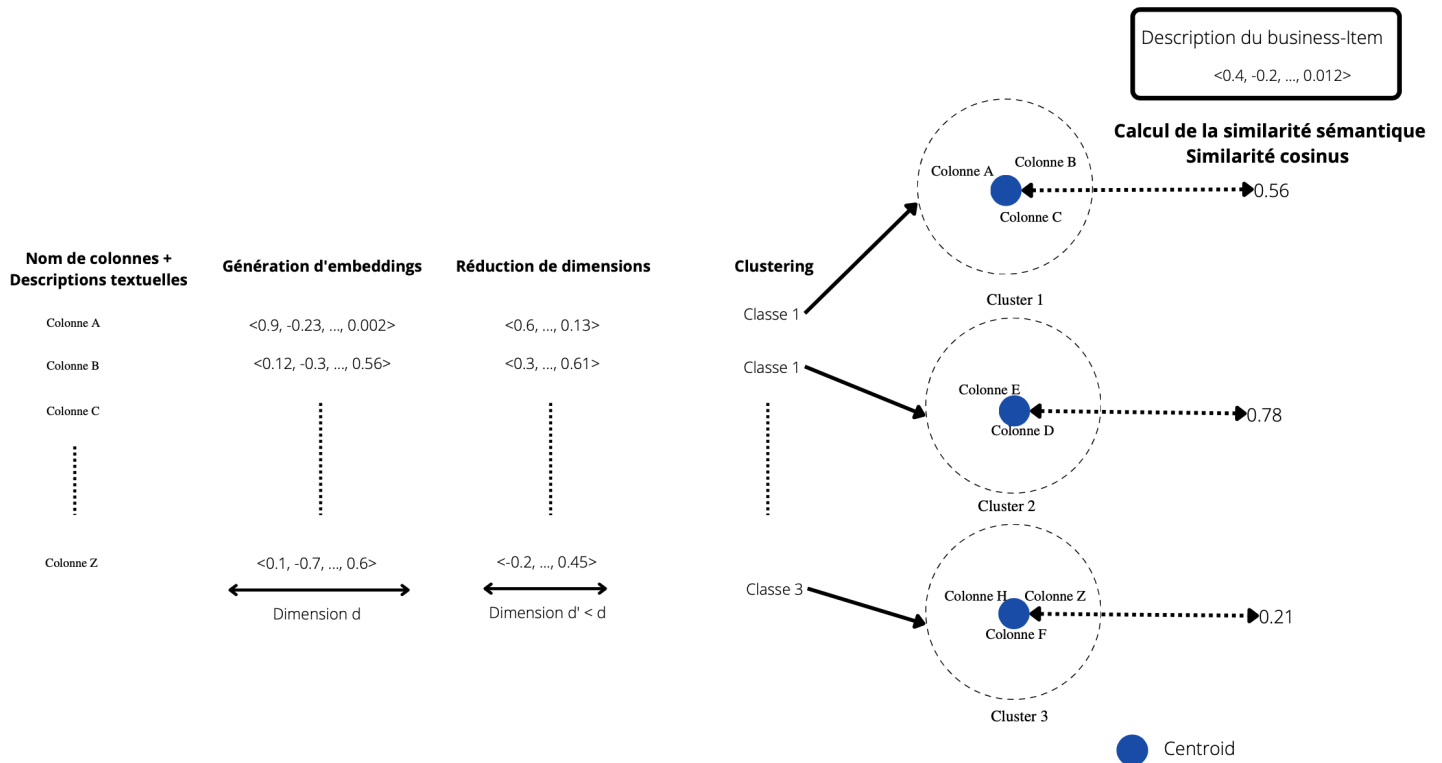 Description du business-Item
<0.4, -0.2, ..., 0.012>
Calcul de la similarité sémantique
Similarité cosinus
Colonne A
Colonne B
Colonne C
0.56
Cluster 1
Nom de colonnes +
Descriptions textuelles
Génération d'embeddings
Réduction de dimensions
Clustering
Colonne A
<0.9, -0.23, ..., 0.002>
<0.6, ..., 0.13>
Classe 1
Colonne B
<0.12, -0.3, ..., 0.56>
<0.3, ..., 0.61>
Classe 1
Colonne C
Colonne E
Colonne D
0.78
Cluster 2
Colonne Z
<0.1, -0.7, ..., 0.6>
<-0.2, ..., 0.45>
Classe 3
Dimension d
Dimension d' < d
Colonne H
Colonne Z
Colonne F
0.21
Cluster 3
Centroid